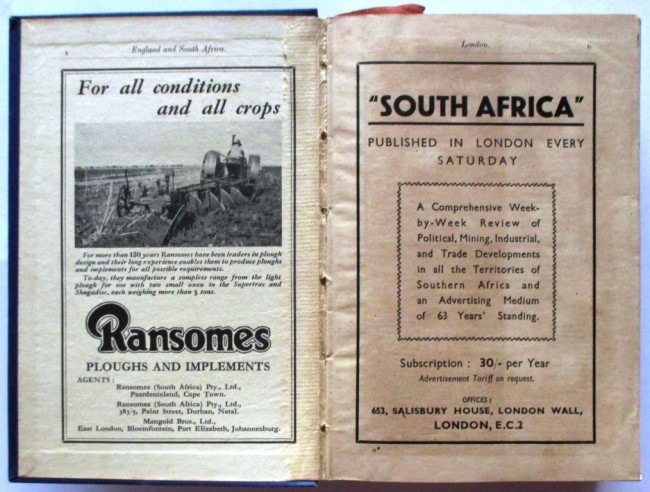 England and South Africa.
For all conditions
and all crops
For more than 150 years Ransomes have been leaders in plough
design and their long experience enables them to produce ploughs
and implements for all possible requirements.
To-day, they manufacture a complete range from the light
plough for use with two small oxen to the Supertrac and
Shugadisc, each weighing more than 3 tons.
Ransomes
PLOUGHS AND IMPLEMENTS
AGENTS:
Ransomes (South Africa) Pty., Ltd.,
Paardeneiland, Cape Town.
Ransomes (South Africa) Pty., Ltd.,
383/5, Point Street, Durban, Natal.
Mangold Bros., Ltd.,
East London, Bloemfontein, Port Elizabeth, Johannesburg.
London.
"SOUTH AFRICA"
PUBLISHED IN LONDON EVERY
SATURDAY
A Comprehensive Week-
by-Week Review of
Political, Mining, Industrial,
and Trade Developments
in all the Territories of
Southern Africa and
an Advertising Medium
of 63 Years' Standing.
Subscription : 30/- per Year
Advertisement Tariff on request.
OFFICES :
653, SALISBURY HOUSE, LONDON WALL,
LONDON, E.C.2